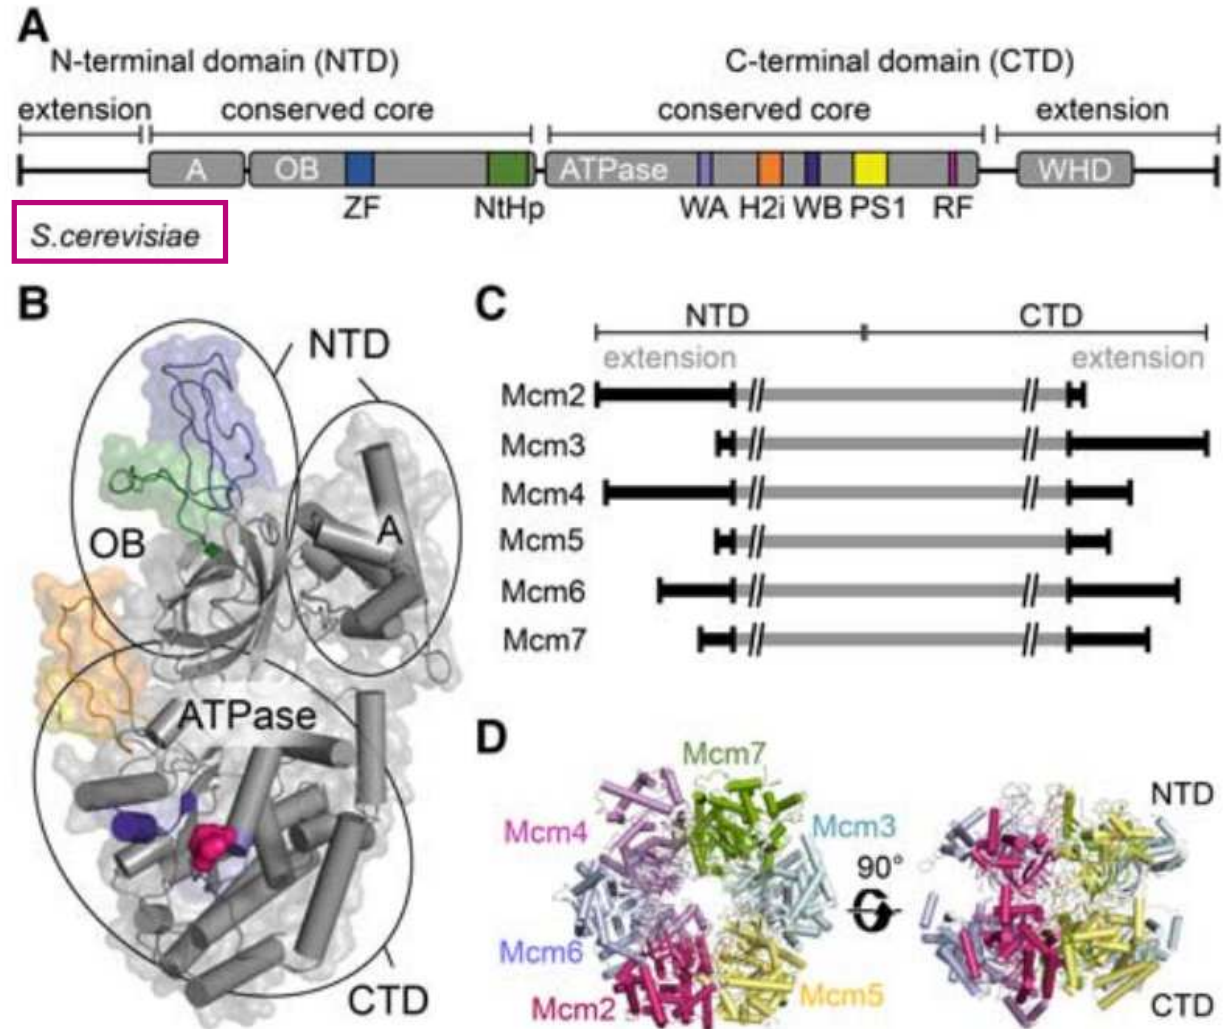 A
N-terminal domain (NTD) C-terminal domain (CTD)
extension conserved core conserved core extension
A OB ATPase WHD
ZF NtHp WA H2i WB PS1 RF
S.cerevisiae
B
NTD
OB
A
ATPase
CTD
C
NTD CTD
extension extension
Mcm2
Mcm3
Mcm4
Mcm5
Mcm6
Mcm7
D
Mcm7
Mcm4 Mcm3
Mcm6
Mcm2 Mcm5
90°
NTD
CTD